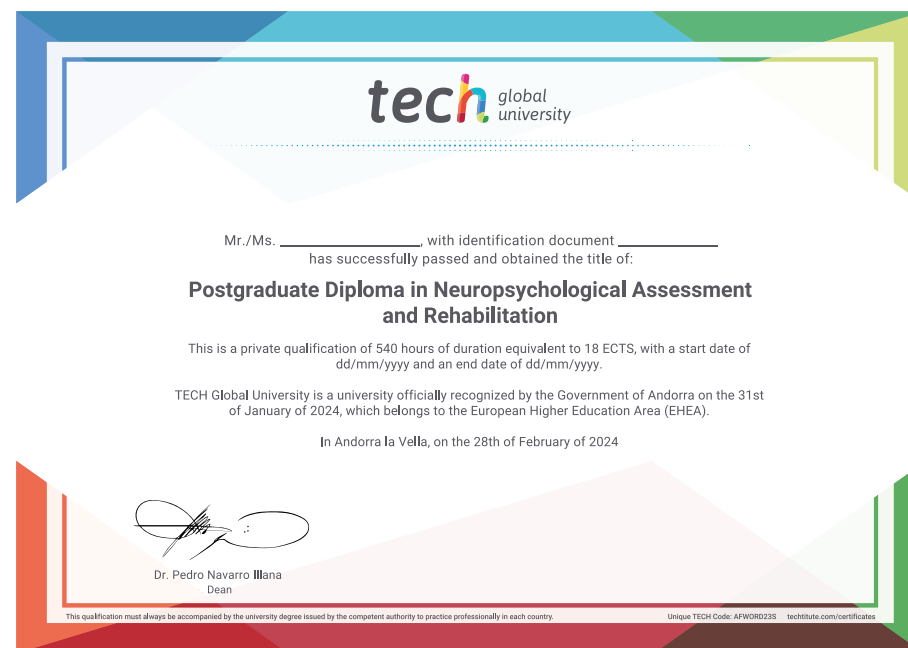 tech global university
Mr./Ms. ____________________, with identification document ______________
has successfully passed and obtained the title of:
Postgraduate Diploma in Neuropsychological Assessment
and Rehabilitation
This is a private qualification of 540 hours of duration equivalent to 18 ECTS, with a start date of
dd/mm/yyyy and an end date of dd/mm/yyyy.
TECH Global University is a university officially recognized by the Government of Andorra on the 31st
of January of 2024, which belongs to the European Higher Education Area (EHEA).
In Andorra la Vella, on the 28th of February of 2024
Dr. Pedro Navarro Illana
Dean
This qualification must always be accompanied by the university degree issued by the competent authority to practice professionally in each country. Unique TECH Code: AFWORD23S techtitute.com/certificates